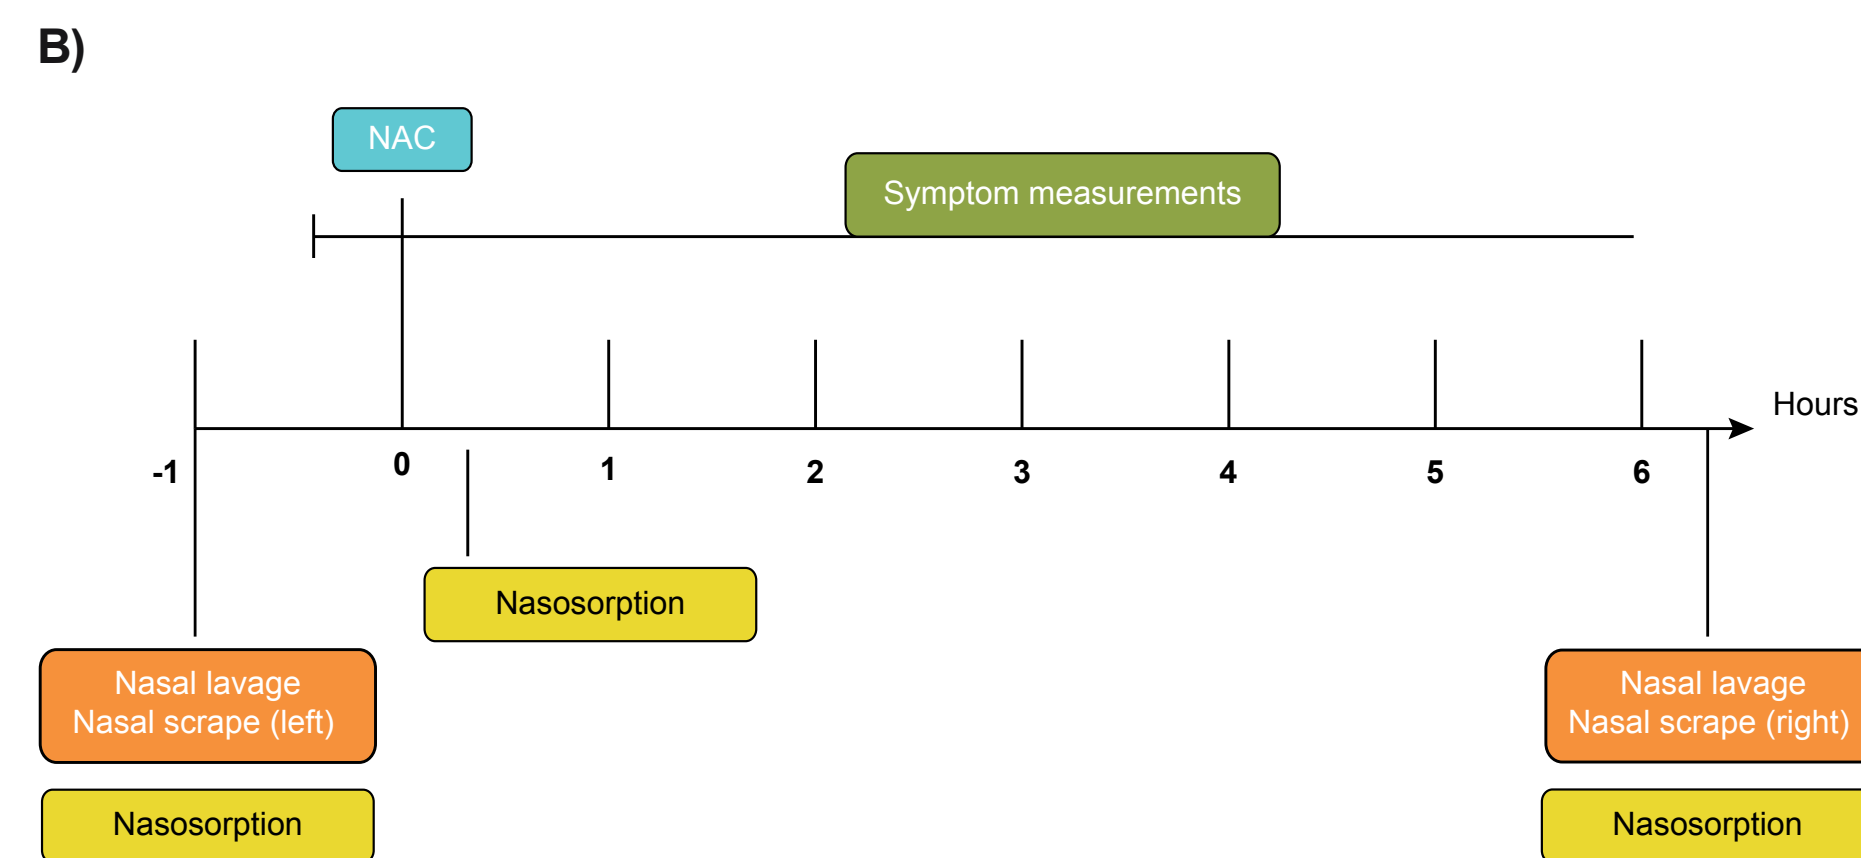 B)
NAC
Symptom measurements
Hours
-1
0
1
2
3
4
5
6
Nasosorption
Nasal lavage
Nasal scrape (left)
Nasal lavage
Nasal scrape (right)
Nasosorption
Nasosorption